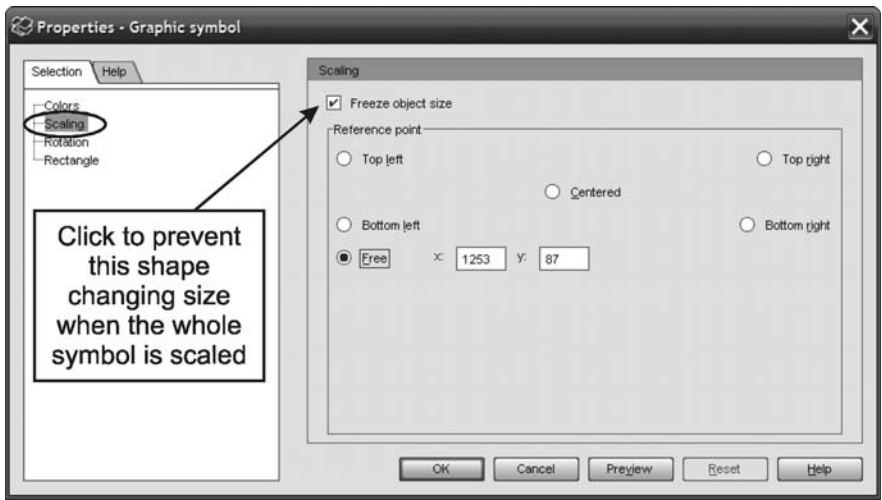 Properties - Graphic symbol
Selection Help
Colors
Scaling
Rotation
Rectangle
Click to prevent
this shape
changing size
when the whole
symbol is scaled
Scaling
Freeze object size
Reference point
Top left Top right
Centered
Bottom left Bottom right
Free x: 1253 y: 87
OK Cancel Preview Reset Help